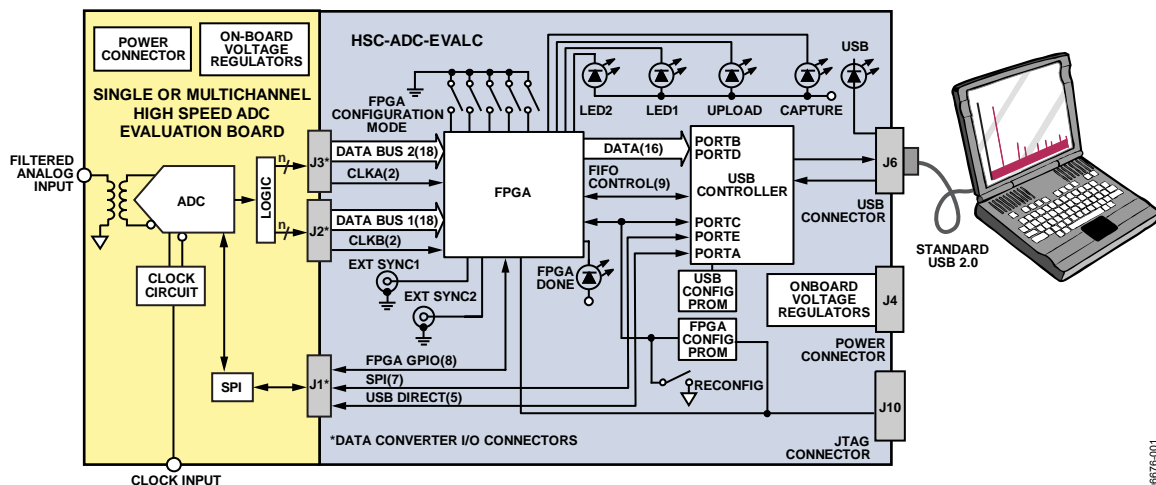 POWER
CONNECTOR
ON-BOARD
VOLTAGE
REGULATORS
SINGLE OR MULTICHANNEL
HIGH SPEED ADC
EVALUATION BOARD
FILTERED
ANALOG
INPUT
ADC
LOGIC
n
n
CLOCK
CIRCUIT
SPI
CLOCK INPUT
HSC-ADC-EVALC
FPGA
CONFIGURATION
MODE
J3*
DATA BUS 2(18)
CLKA(2)
J2*
DATA BUS 1(18)
CLKB(2)
EXT SYNC1
EXT SYNC2
J1*
FPGA GPIO(8)
SPI(7)
USB DIRECT(5)
*DATA CONVERTER I/O CONNECTORS
FPGA
LED2
LED1
UPLOAD
CAPTURE
USB
DATA(16)
FIFO
CONTROL(9)
PORTB
PORTD
USB
CONTROLLER
PORTC
PORTE
PORTA
FPGA
DONE
USB
CONFIG
PROM
FPGA
CONFIG
PROM
RECONFIG
J6
USB
CONNECTOR
ONBOARD
VOLTAGE
REGULATORS
J4
POWER
CONNECTOR
J10
JTAG
CONNECTOR
STANDARD
USB 2.0
06676-001